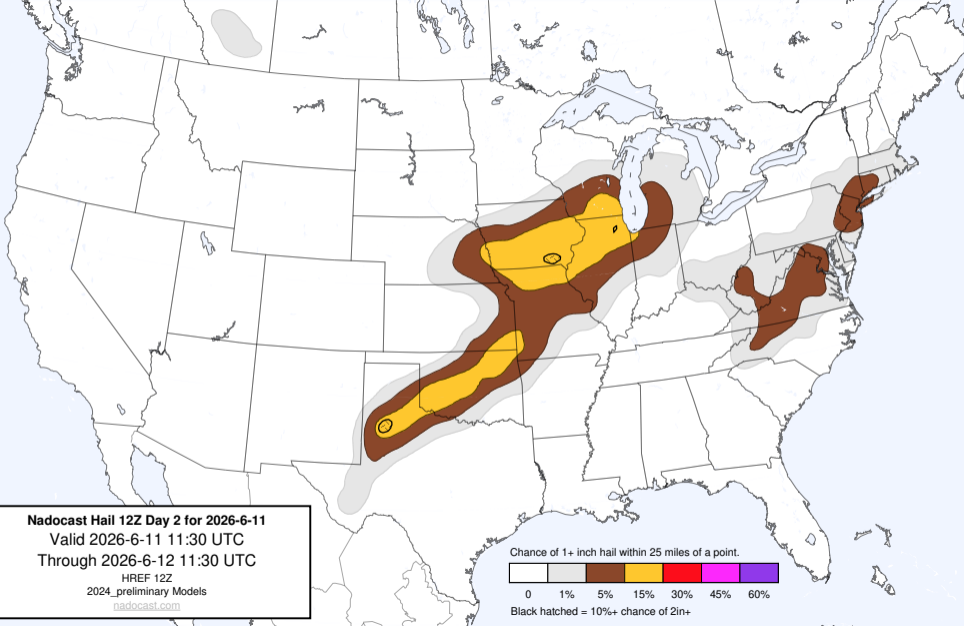 Nadocast Hail 12Z Day 2 for 2026-6-11
Valid 2026-6-11 11:30 UTC
Through 2026-6-12 11:30 UTC
HREF 12Z
2024_preliminary Models
nadocast.com
Chance of 1+ inch hail within 25 miles of a point.
0 1% 5% 15% 30% 45% 60%
Black hatched = 10%+ chance of 2in+